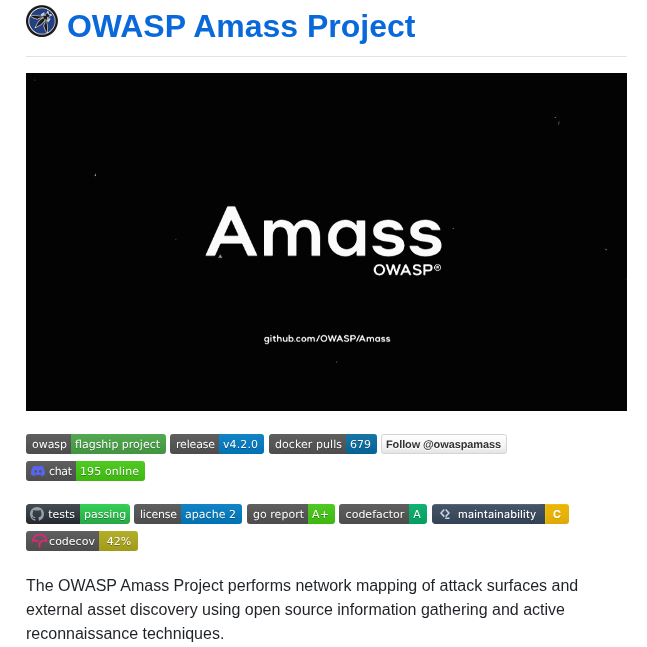 OWASP Amass Project
Amass
OWASP®
github.com/OWASP/Amass
owasp flagship project release v4.2.0 docker pulls 679 Follow @owaspamass
chat 195 online
tests passing license apache 2 go report A+ codefactor A maintainability C
codecov 42%
The OWASP Amass Project performs network mapping of attack surfaces and
external asset discovery using open source information gathering and active
reconnaissance techniques.